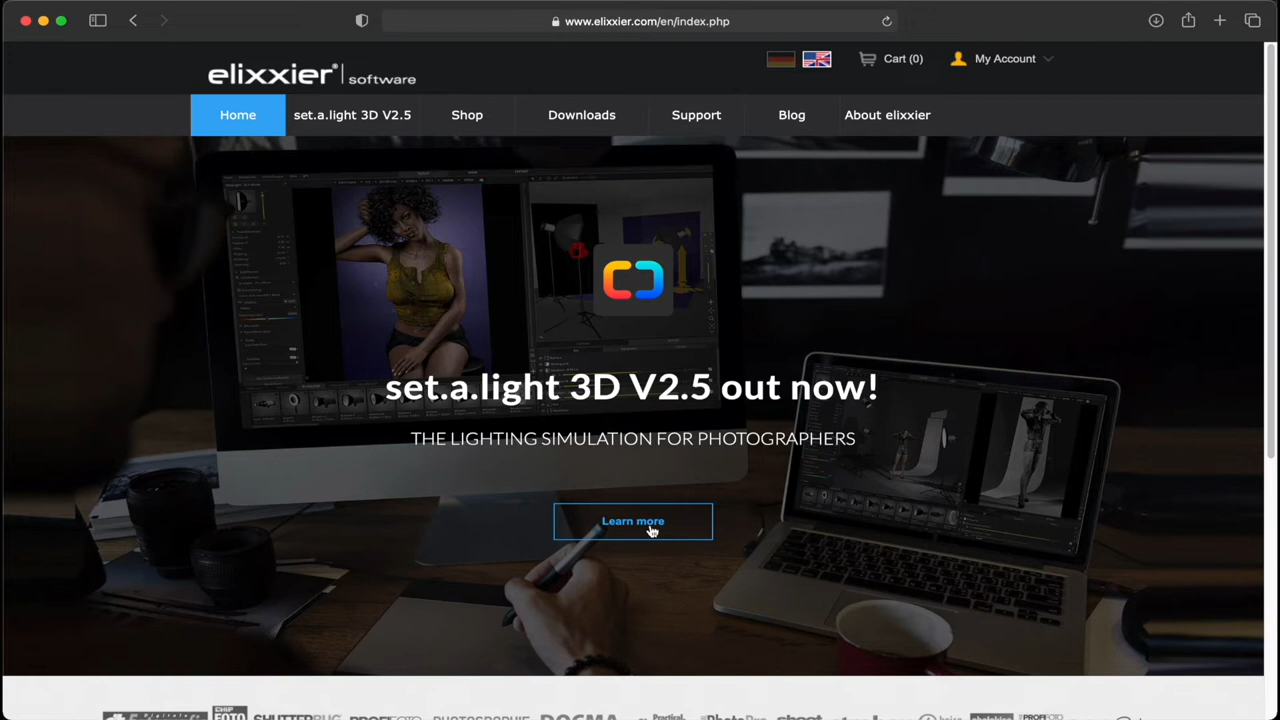 www.elixxier.com/en/index.php
elixxier® | software
Cart (0)
My Account
Home
set.a.light 3D V2.5
Shop
Downloads
Support
Blog
About elixxier
set.a.light 3D V2.5 out now!
THE LIGHTING SIMULATION FOR PHOTOGRAPHERS
Learn more